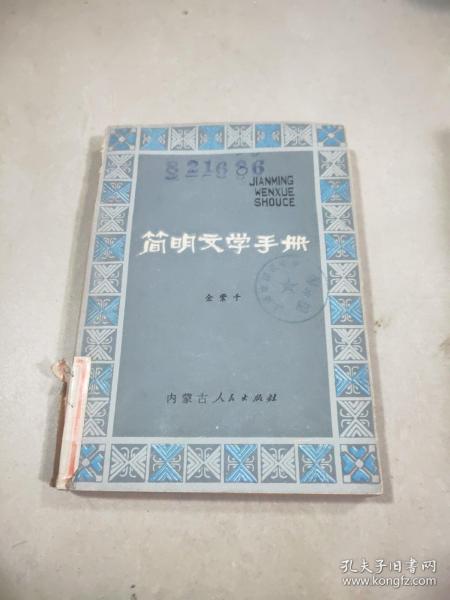 821686
JIANMING
WENXUE
SHOUCE
简明文学手册
金紫千
内蒙古人民出版社
孔夫子旧书网
www.kongfz.com